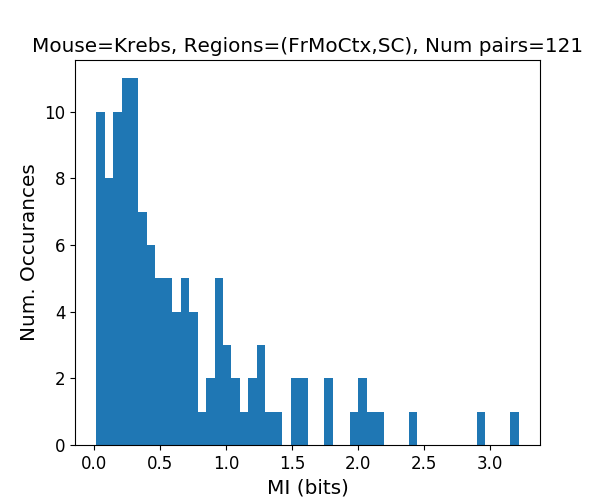 Mouse=Krebs, Regions=(FrMoCtx,SC), Num pairs=121
10
8
6
4
2
0
Num. Occurances
0.0 0.5 1.0 1.5 2.0 2.5 3.0
MI (bits)